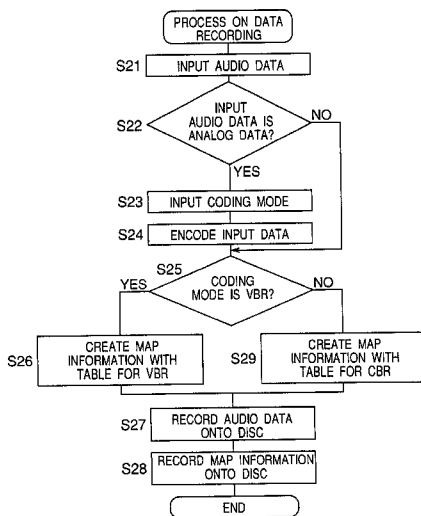 PROCESS ON DATA
RECORDING
S21
INPUT AUDIO DATA
S22
INPUT
AUDIO DATA IS
ANALOG DATA?
NO
YES
S23
INPUT CODING MODE
S24
ENCODE INPUT DATA
S25
YES
CODING
MODE IS VBR?
NO
S26
CREATE MAP
INFORMATION WITH
TABLE FOR VBR
S29
CREATE MAP
INFORMATION WITH
TABLE FOR CBR
S27
RECORD AUDIO DATA
ONTO DISC
S28
RECORD MAP INFORMATION
ONTO DISC
END